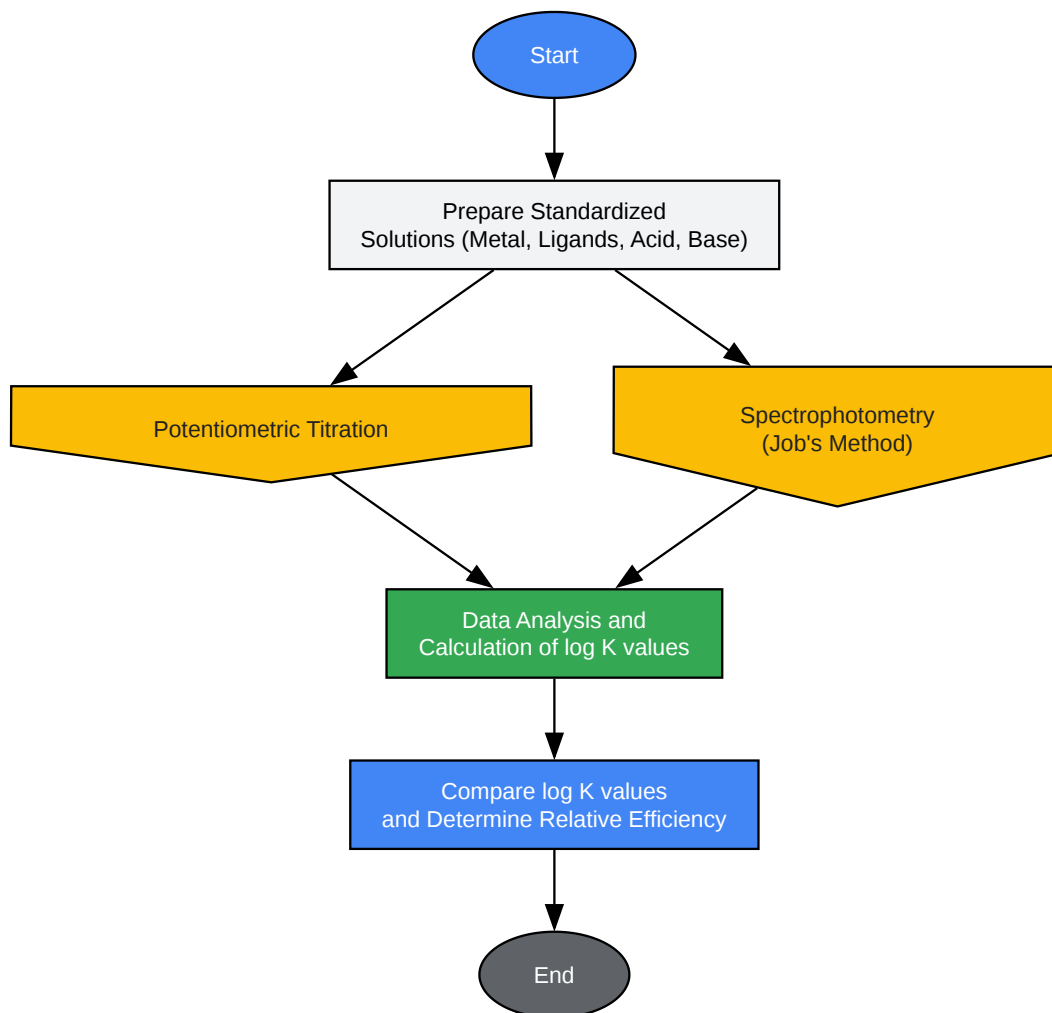 Start
Prepare Standardized
Solutions (Metal, Ligands, Acid, Base)
Potentiometric Titration
Spectrophotometry
(Job's Method)
Data Analysis and
Calculation of log K values
Compare log K values
and Determine Relative Efficiency
End